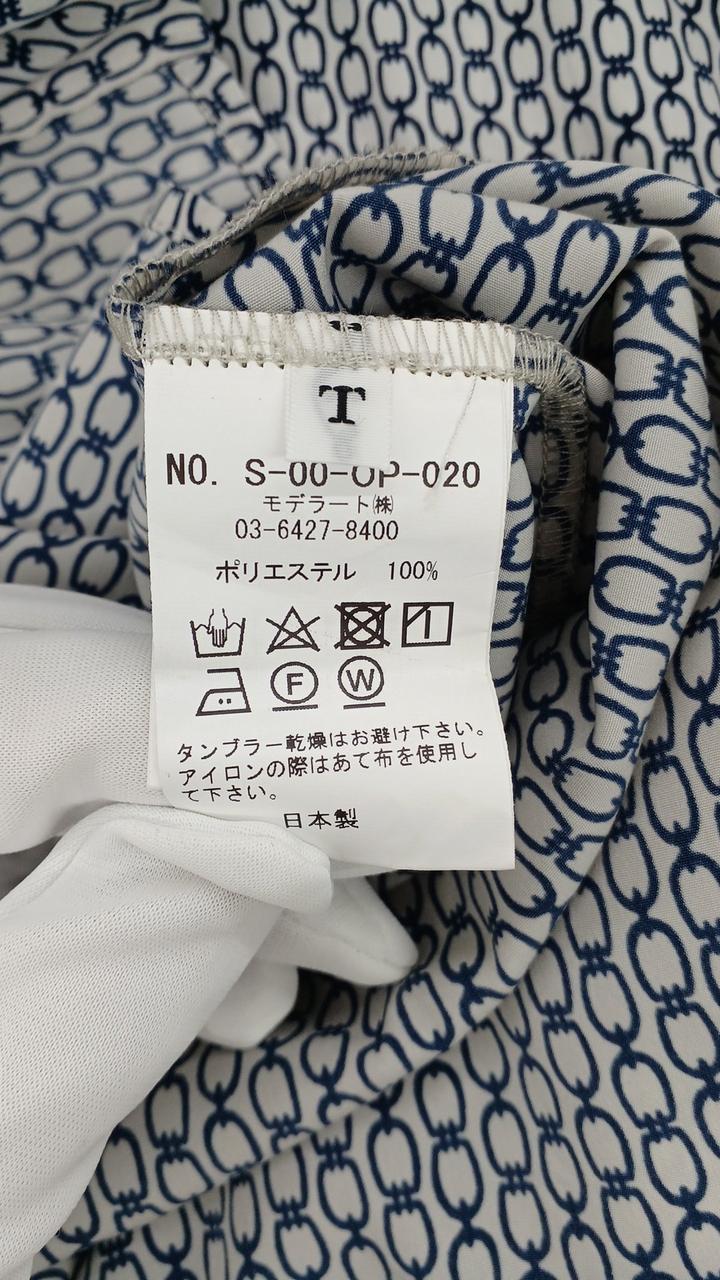 T
NO. S-00-OP-020
モデラート㈱
03-6427-8400
ポリエステル 100%
F W
タンブラー乾燥はお避け下さい。
アイロンの際はあて布を使用し
て下さい。
日本製